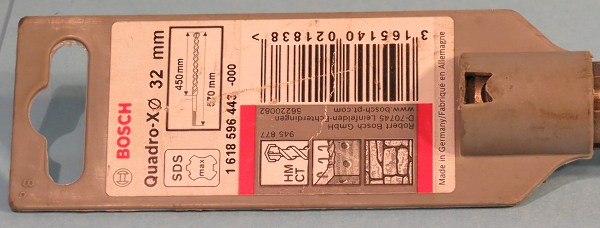 BOSCH
Quadro-XØ 32 mm
SDS
max
450 mm
570 mm
1 618 596 443
-000
HM
CT
945 877
Robert Bosch GmbH
D-70745 Leinfelden-Echterdingen
www.bosch-pt.com
56220082
3 165140 021838 >
Made in Germany/Fabriqué en Allemagne